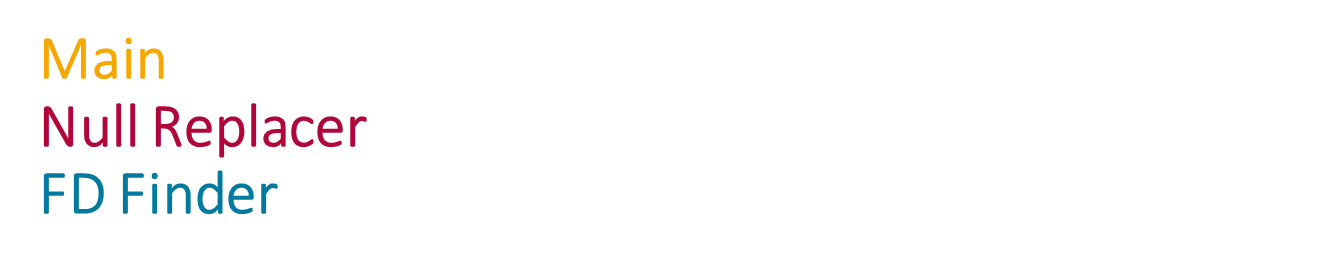 Main
Null Replacer
FD Finder